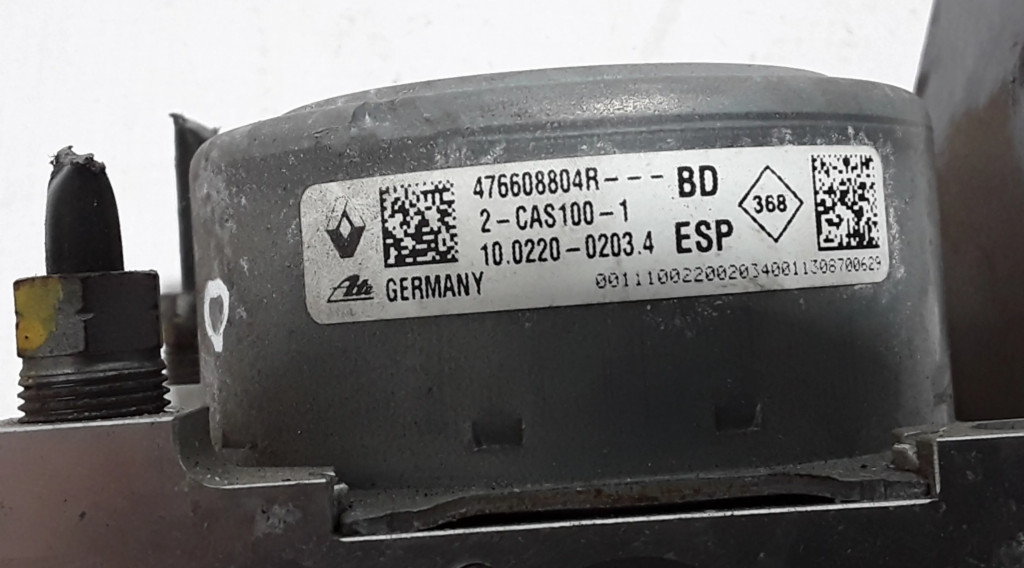 476608804R--- BD
2-CAS100-1
10.0220-0203.4 ESP
368
Ate GERMANY
0011100220020340011308700629
O